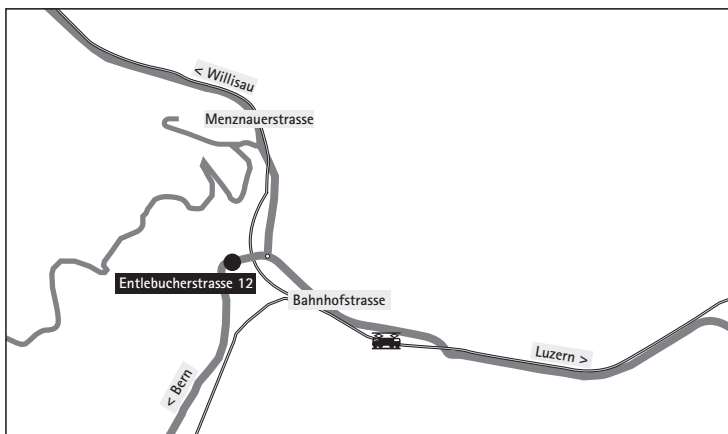 < Willisau
Menznauerstrasse
Entlebucherstrasse 12
Bahnhofstrasse
Luzern >
< Bern